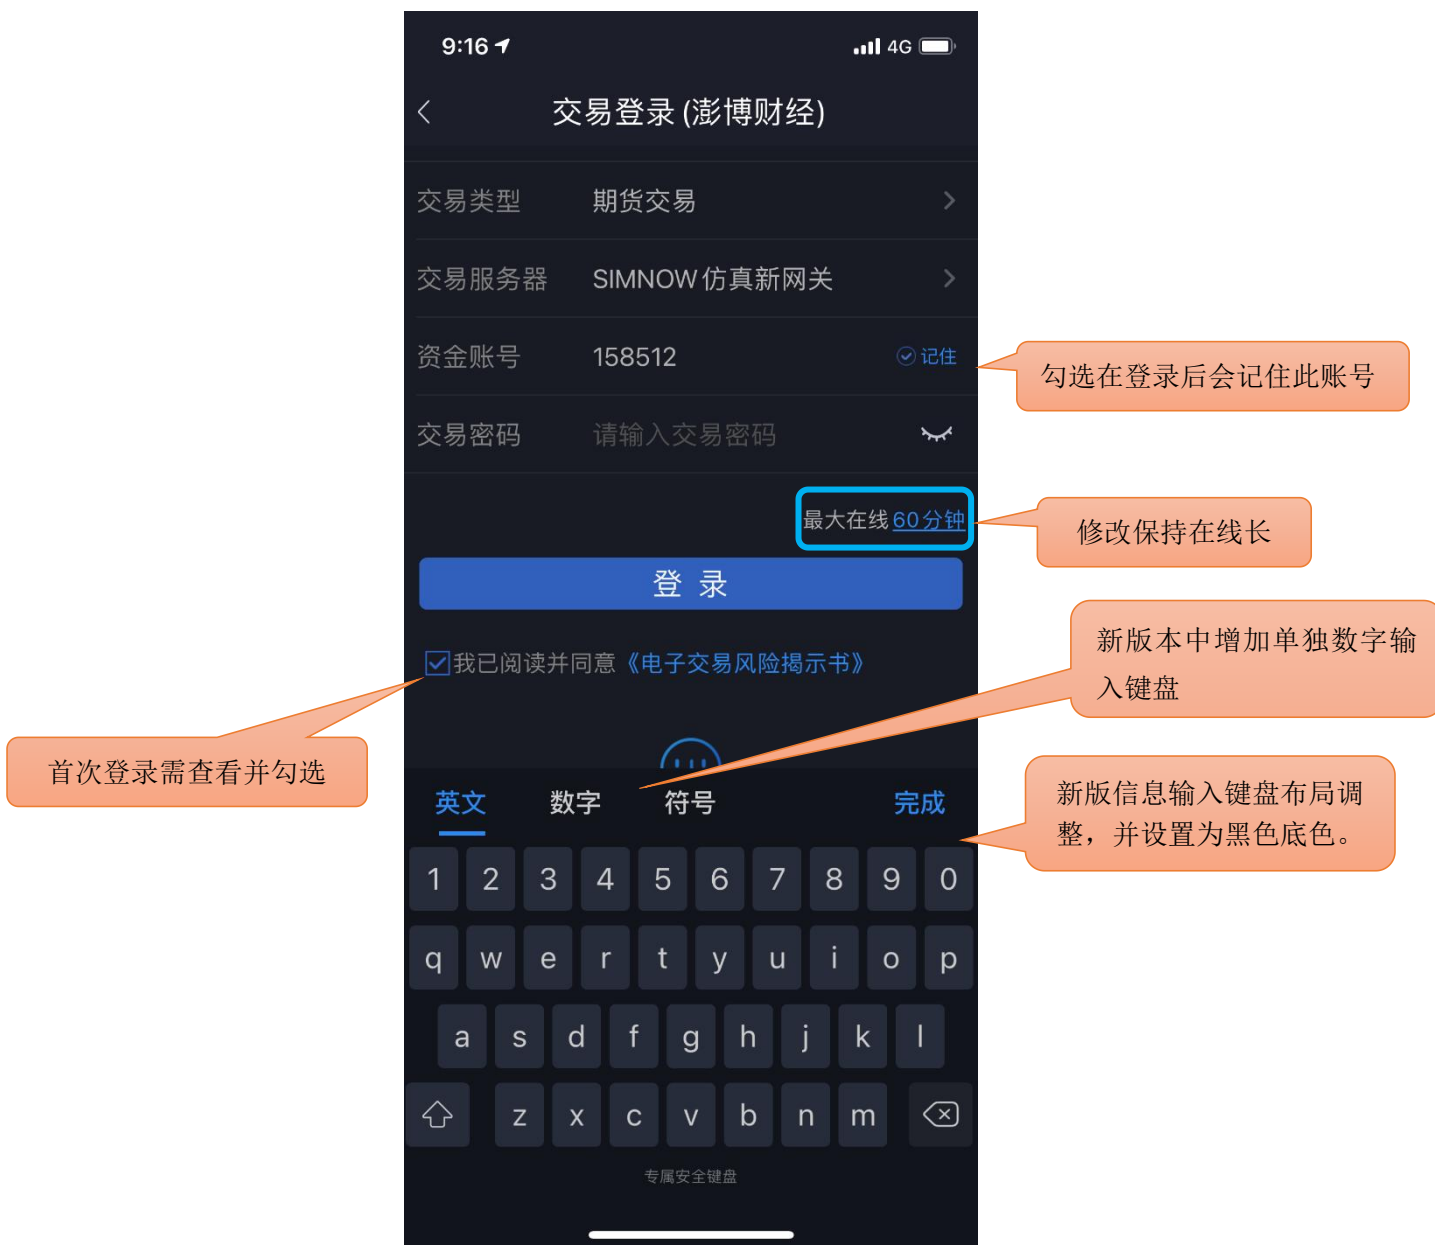 9:16
4G
交易登录(澎博财经)
交易类型 期货交易
交易服务器 SIMNOW仿真新网关
资金账号 158512 记住
勾选在登录后会记住此账号
交易密码 请输入交易密码
最大在线 60分钟
修改保持在线长
登 录
新版本中增加单独数字输
入键盘
我已阅读并同意《电子交易风险揭示书》
首次登录需查看并勾选
英文 数字 符号 完成
新版信息输入键盘布局调
整，并设置为黑色底色。
1 2 3 4 5 6 7 8 9 0
q w e r t y u i o p
a s d f g h j k l
z x c v b n m
专属安全键盘